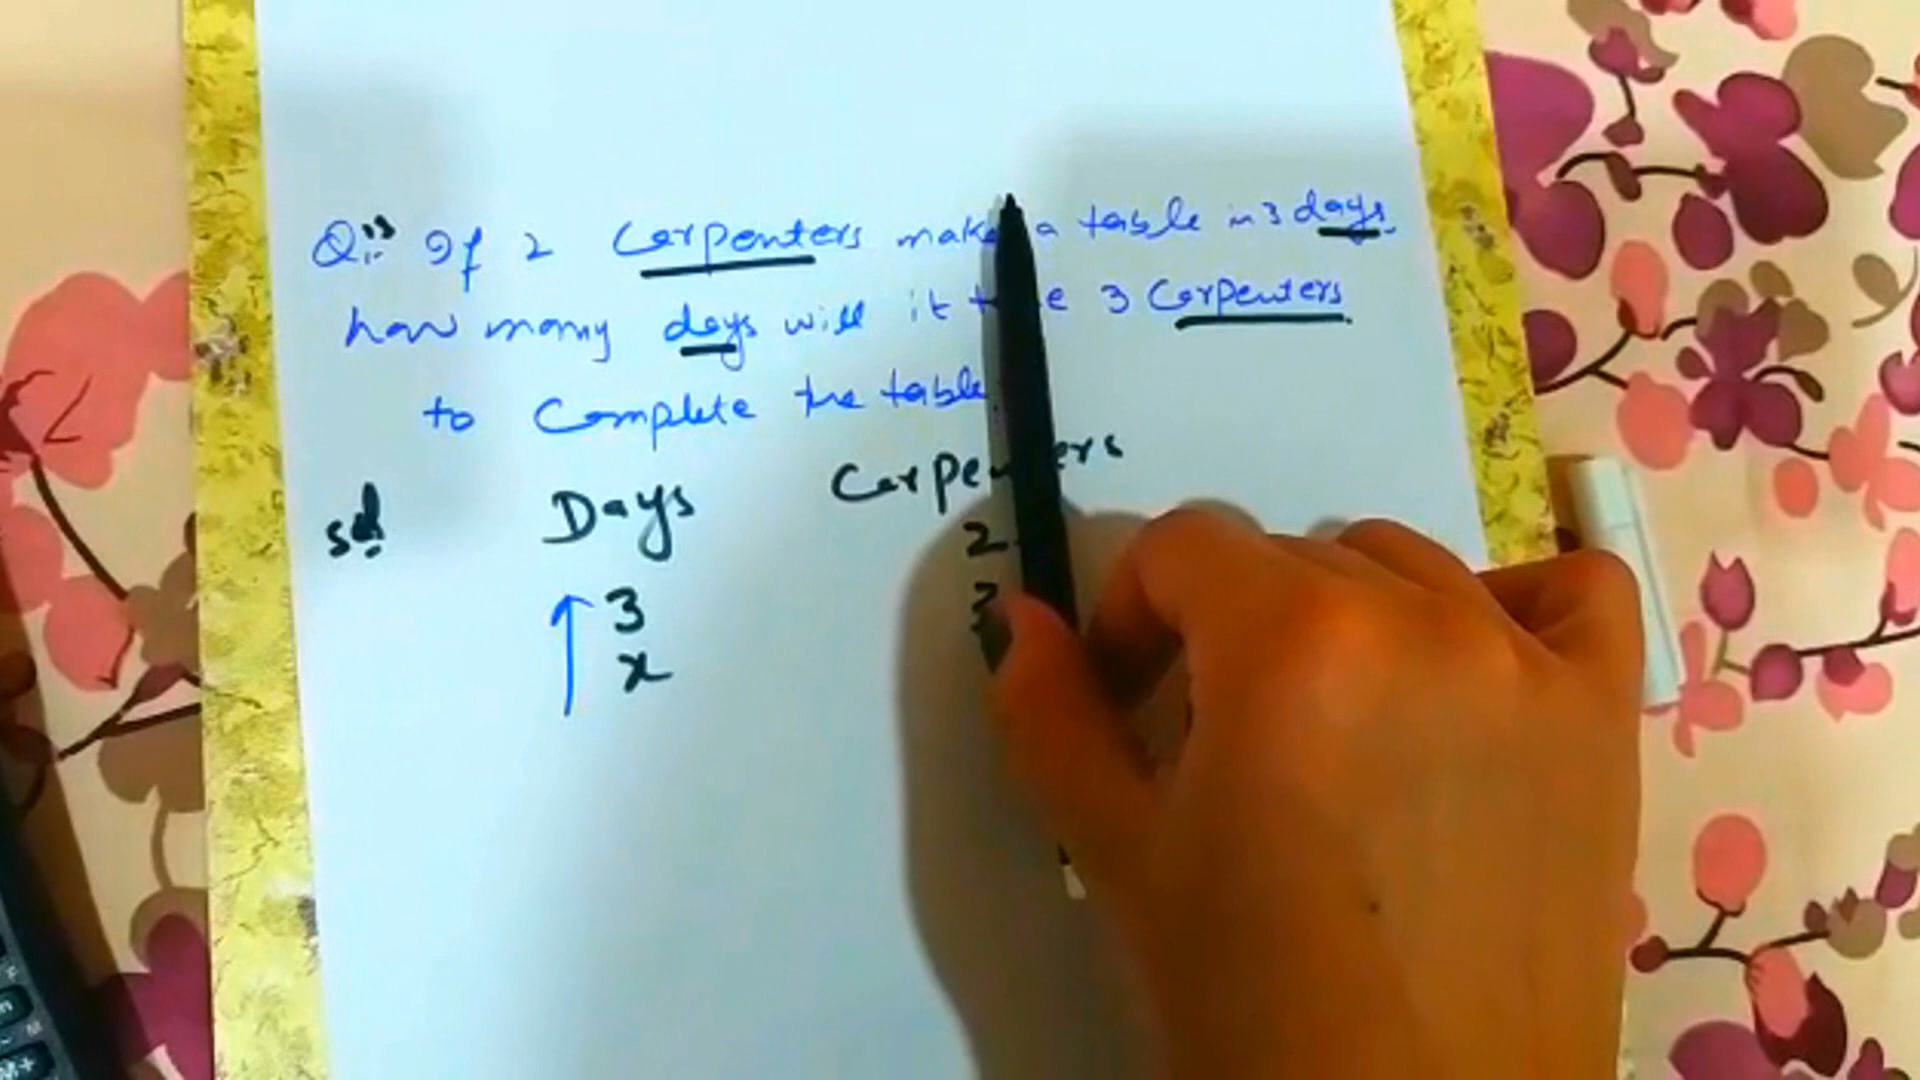 Q:- If 2 Carpenters make a table in 3 days.
how many days will it 3 Carpenters
to Complete the table.
sol Days Carpenters
3 2
x 3
M+